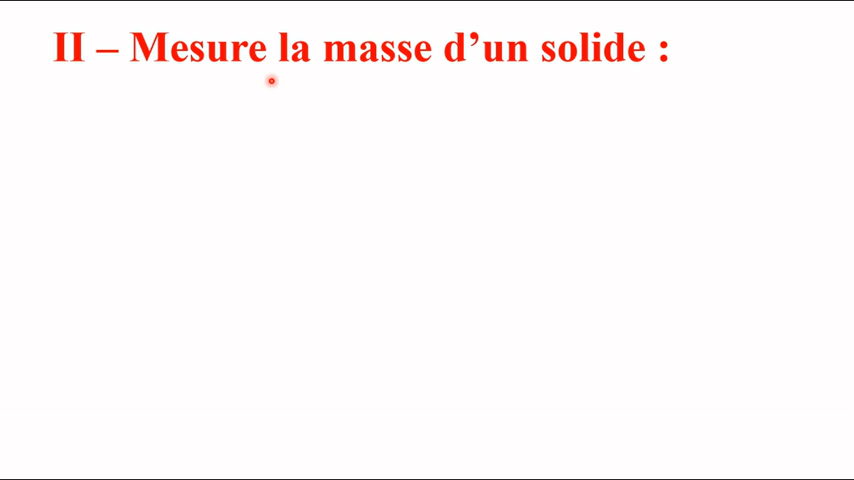 II – Mesure la masse d’un solide :